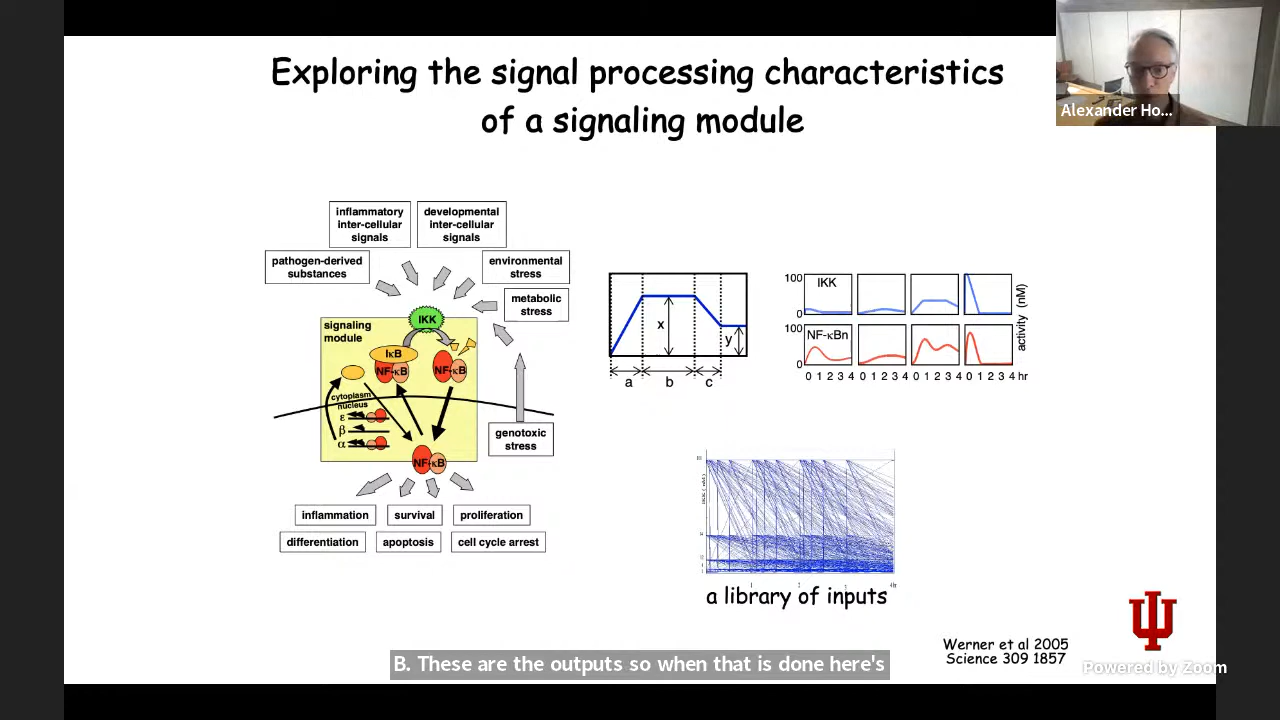 Exploring the signal processing characteristics
of a signaling module
Alexander Ho...
inflammatory
inter-cellular
signals
developmental
inter-cellular
signals
pathogen-derived
substances
environmental
stress
metabolic
stress
signaling
module
IKK
IκB
NF-κB
NF-κB
cytoplasm
nucleus
ε
β
α
genotoxic
stress
NF-κB
inflammation
survival
proliferation
differentiation
apoptosis
cell cycle arrest
x
y
a
b
c
100
0
IKK
100
0
NF-κBn
0 1 2 3 4
0 1 2 3 4
0 1 2 3 4
0 1 2 3 4 hr
activity (nM)
a library of inputs
Werner et al 2005
Science 309 1857
B. These are the outputs so when that is done here's
Powered by Zoom